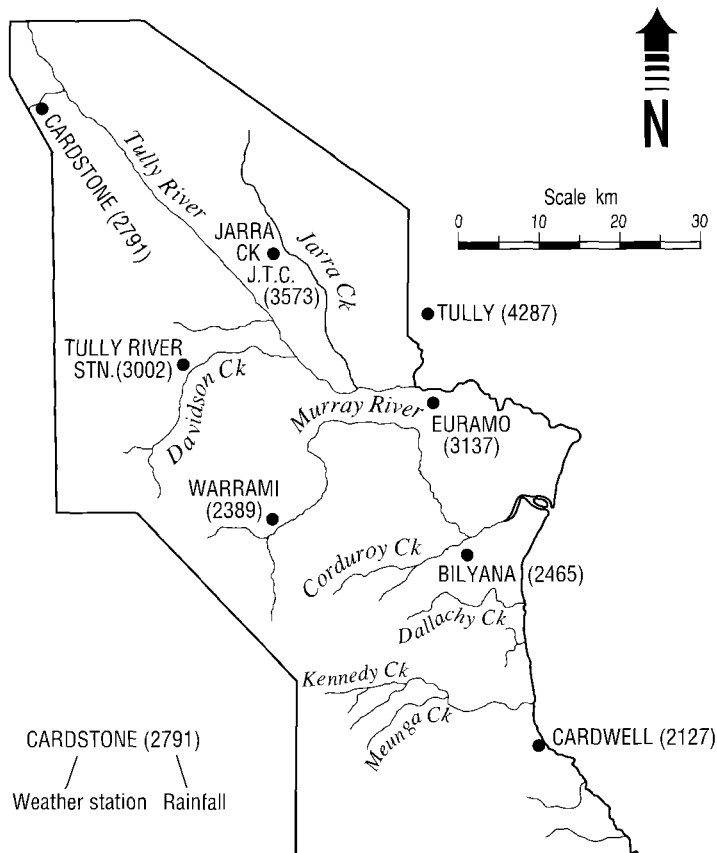 N
Scale km
0 10 20 30
CARDSTONE (2791)
Tully River
JARRA
CK
J.T.C.
(3573)
Jarra Ck
TULLY (4287)
TULLY RIVER
STN.(3002)
Davidson Ck
Murray River
EURAMO
(3137)
WARRAMI
(2389)
Corduroy Ck
BILYANA (2465)
Dallachy Ck
Kennedy Ck
Meunga Ck
CARDWELL (2127)
CARDSTONE (2791)
Weather station Rainfall